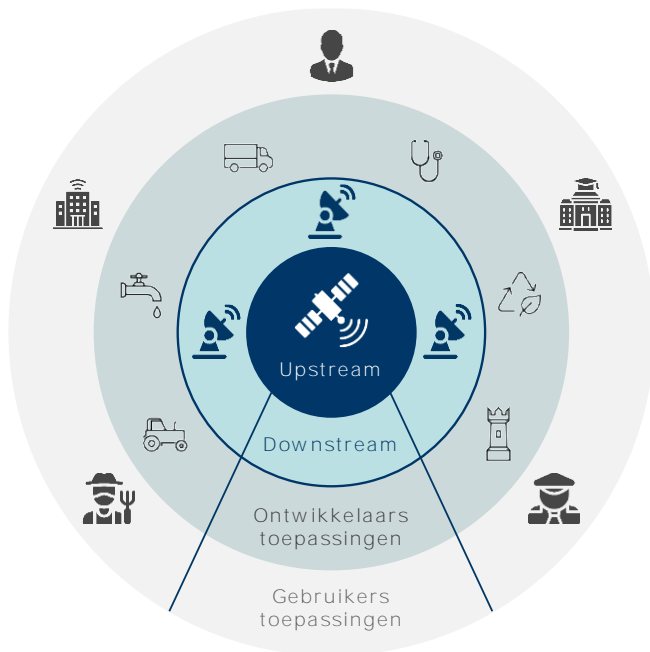 Upstream
Downstream
Ontwikkelaars
toepassingen
Gebruikers
toepassingen